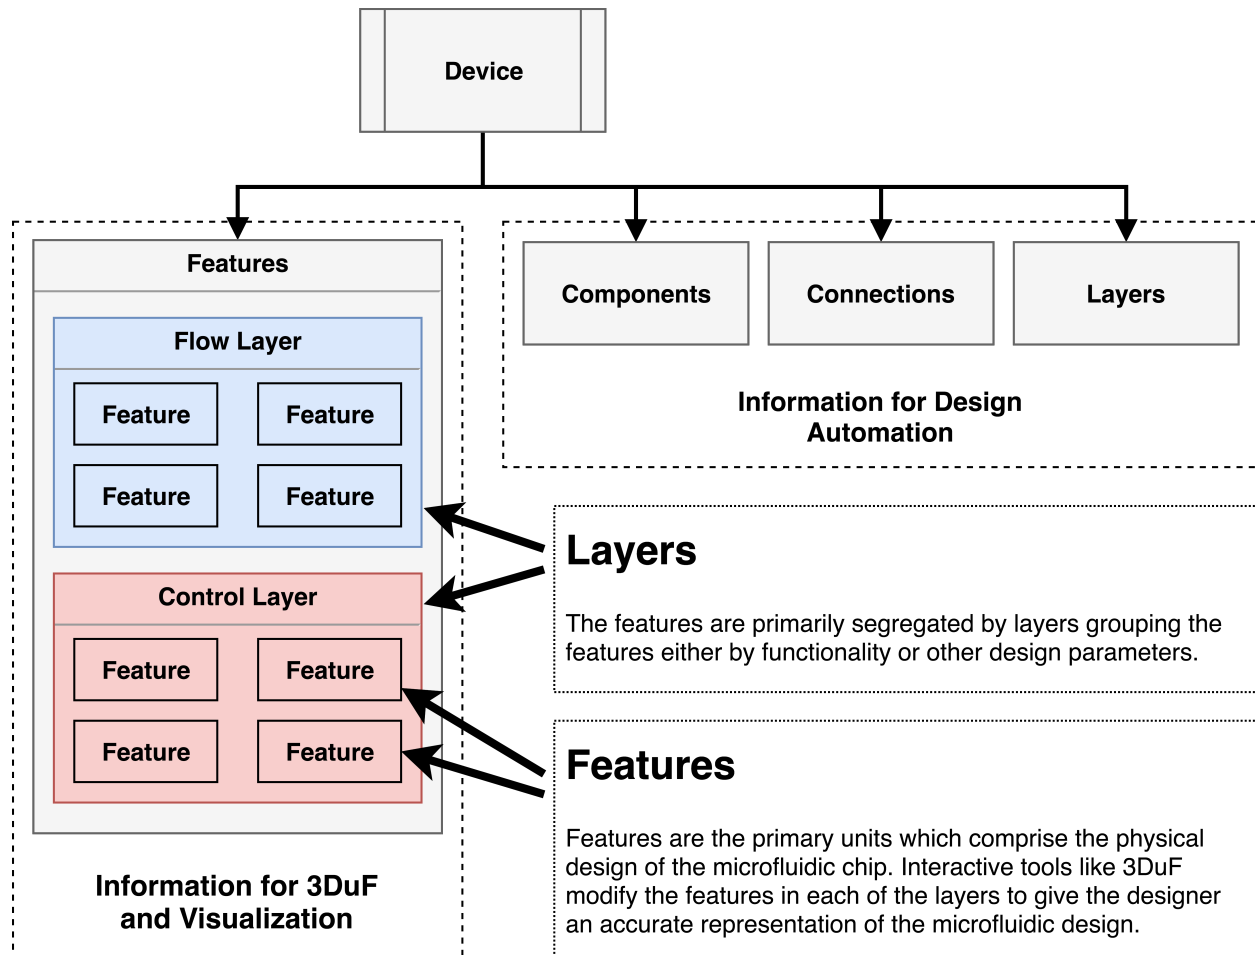 Device
Features
Flow Layer
Feature
Feature
Feature
Feature
Control Layer
Feature
Feature
Feature
Feature
Information for 3DuF
and Visualization
Components
Connections
Layers
Information for Design
Automation
Layers
The features are primarily segregated by layers grouping the
features either by functionality or other design parameters.
Features
Features are the primary units which comprise the physical
design of the microfluidic chip. Interactive tools like 3DuF
modify the features in each of the layers to give the designer
an accurate representation of the microfluidic design.